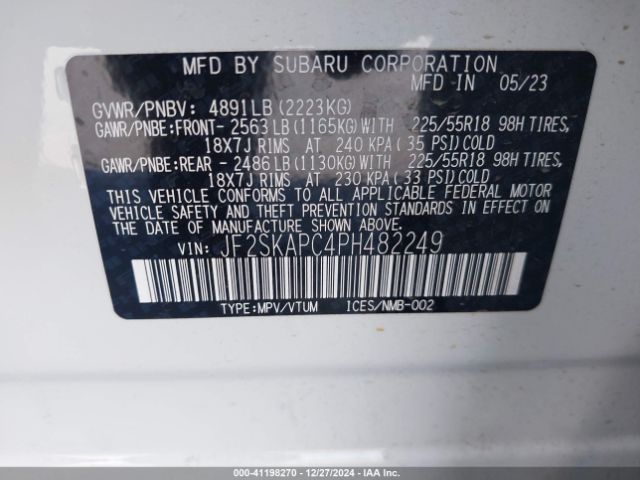 MFD BY SUBARU CORPORATION
MFD IN 05/23
GVWR/PNBV: 4891LB (2223KG)
GAWR/PNBE:FRONT- 2563LB (1165KG)WITH 225/55R18 98H TIRES,
18X7J RIMS AT 240 KPA (35 PSI) COLD
GAWR/PNBE:REAR - 2486LB (1130KG)WITH 225/55R18 98H TIRES,
18X7J RIMS AT 230 KPA (33 PSI) COLD
THIS VEHICLE CONFORMS TO ALL APPLICABLE FEDERAL MOTOR
VEHICLE SAFETY AND THEFT PREVENTION STANDARDS IN EFFECT ON
THE DATE OF MANUFACTURE SHOWN ABOVE.
VIN: JF2SKAPC4PH482249
TYPE:MPV/VTUM ICES/NMB-002
000-41198270 - 12/27/2024 - IAA Inc.